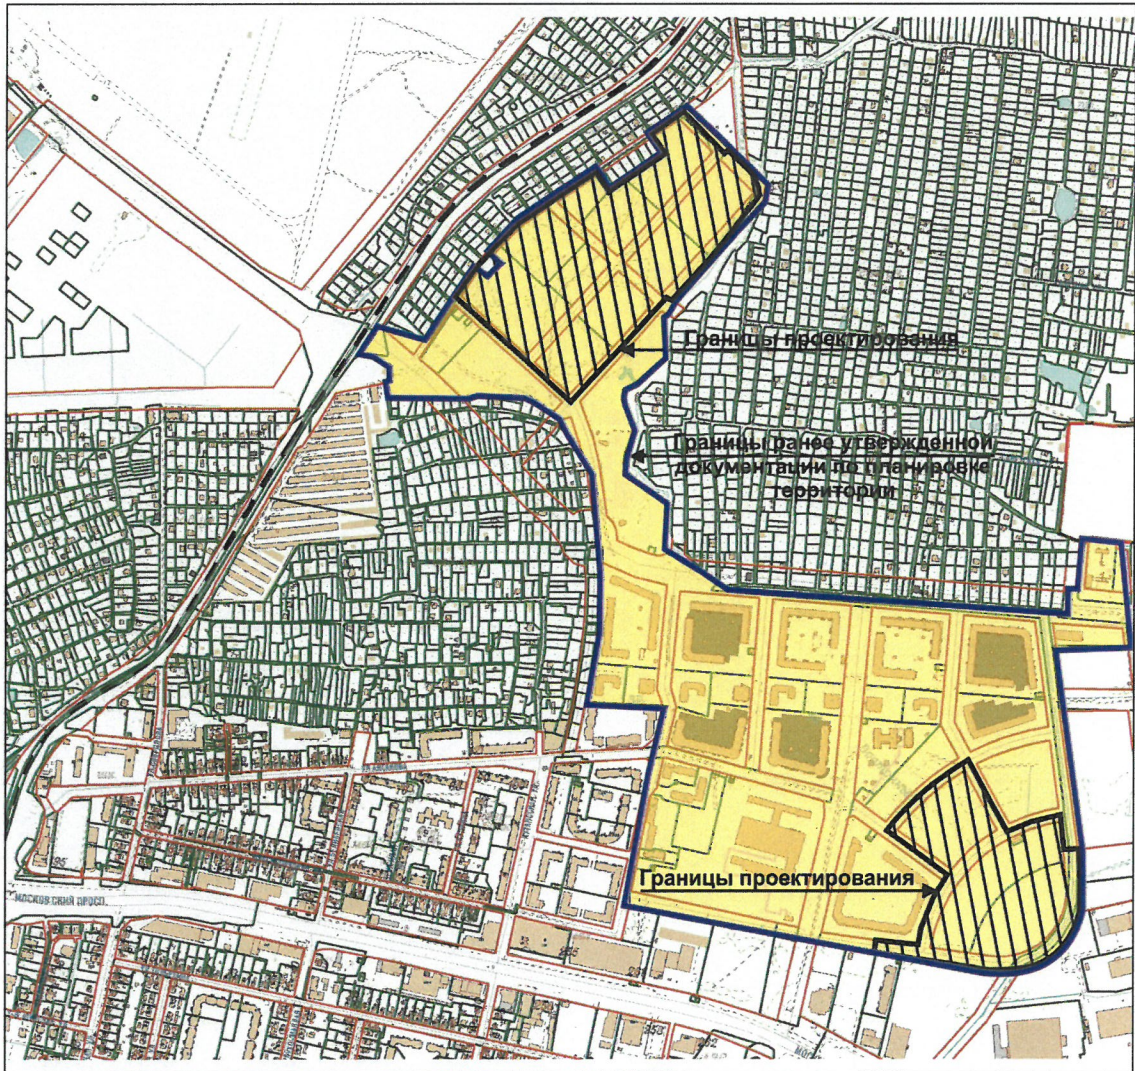 Границы проектирования
Границы ранее утвержденной
документации по планировке
территории
Границы проектирования
МОСКОВСКИЙ ПРОСП.